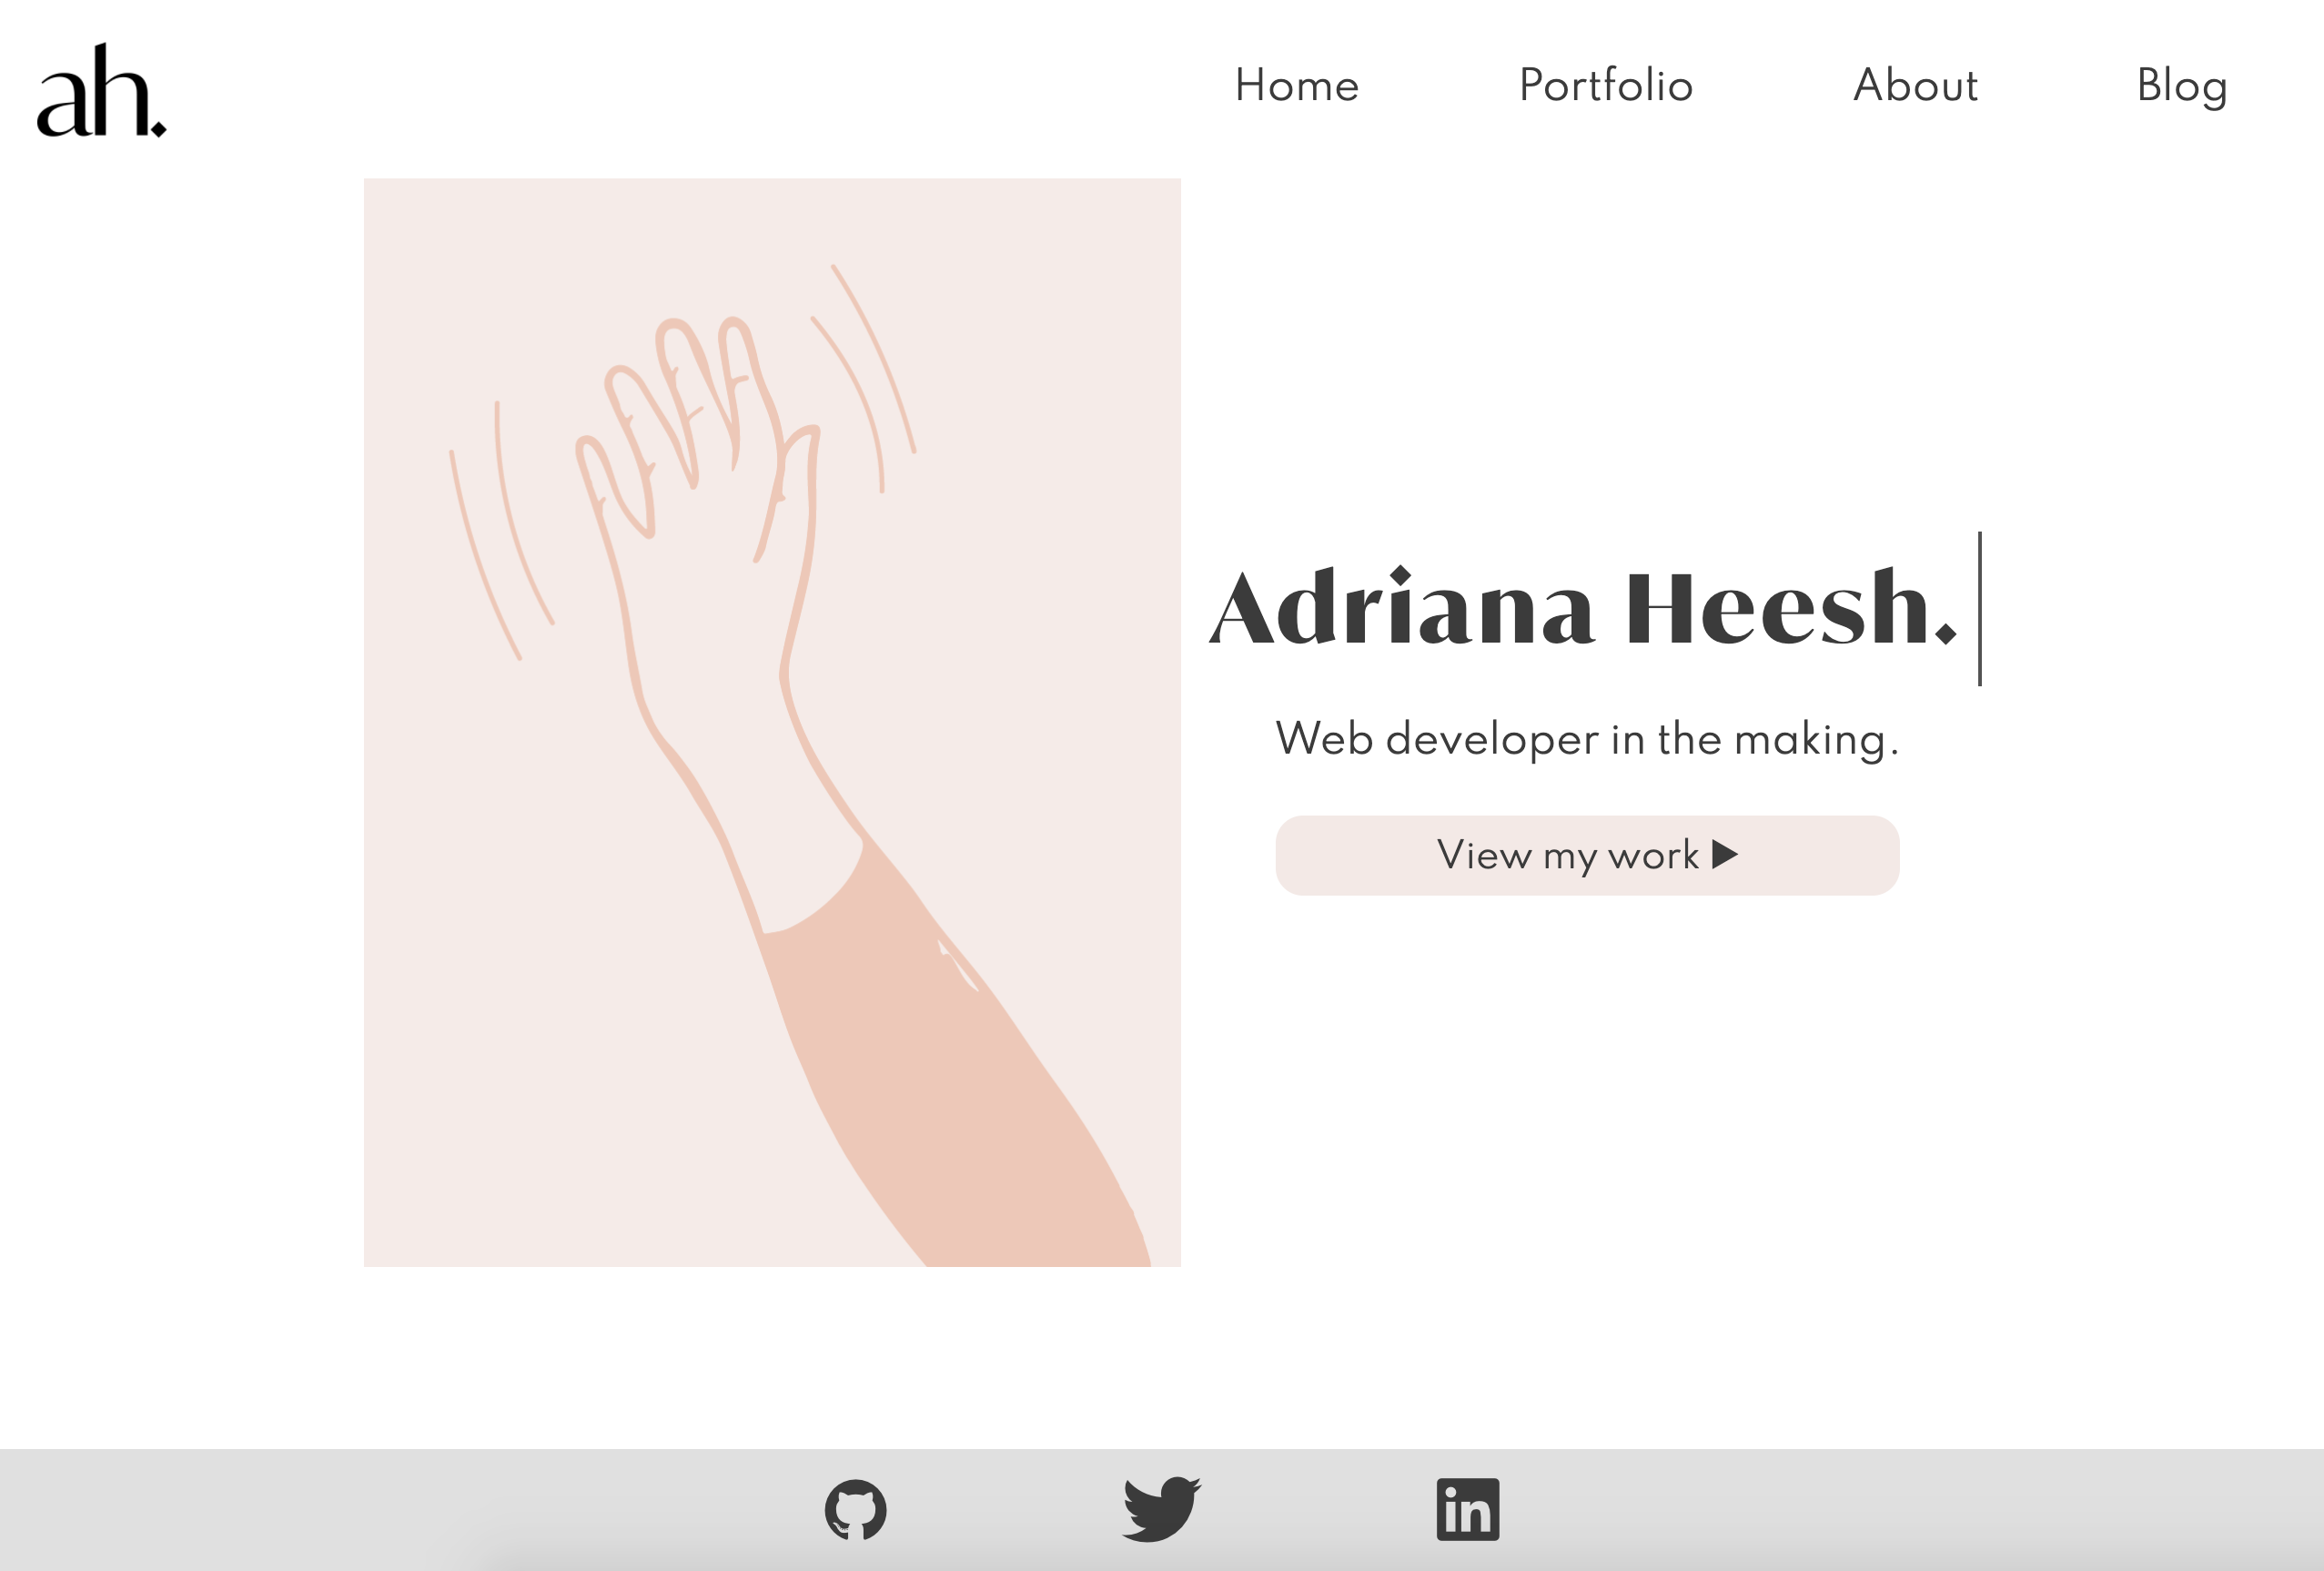 ah.
Home Portfolio About Blog
Adriana Heesh.
Web developer in the making.
View my work ▶
in